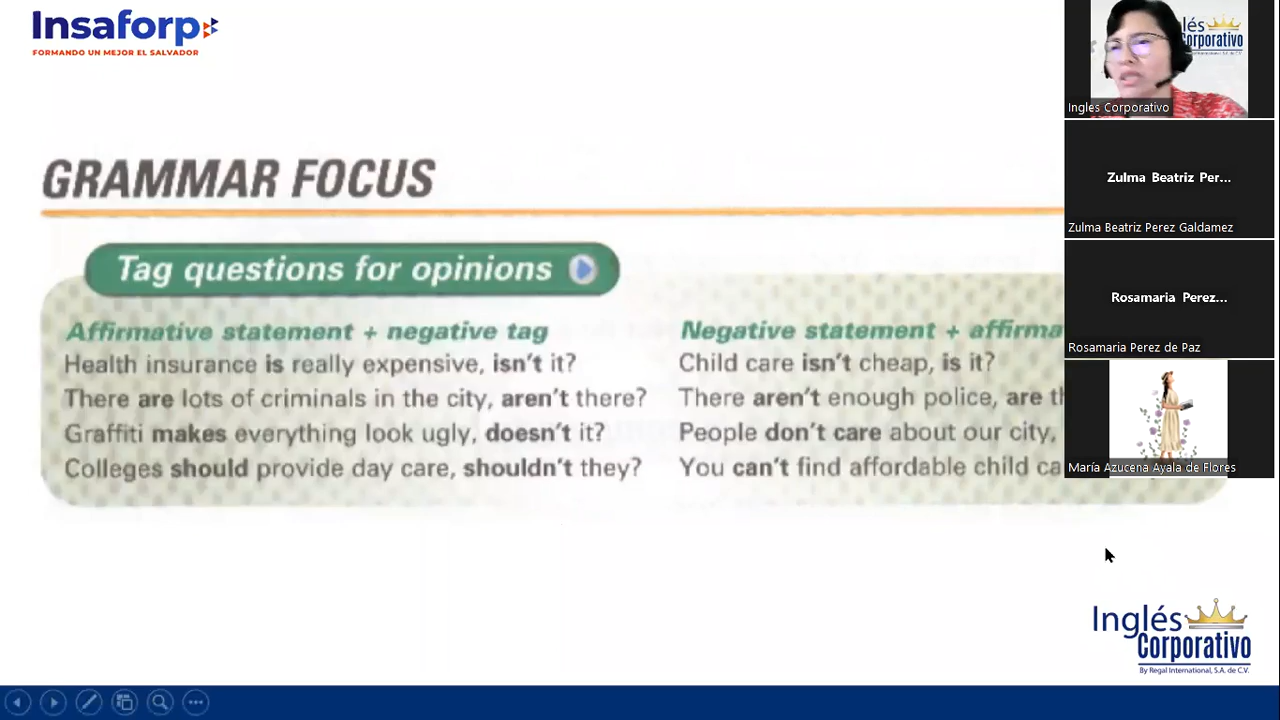 Insaforp
FORMANDO UN MEJOR EL SALVADOR
GRAMMAR FOCUS
Tag questions for opinions
Affirmative statement + negative tag
Health insurance is really expensive, isn't it?
There are lots of criminals in the city, aren't there?
Graffiti makes everything look ugly, doesn't it?
Colleges should provide day care, shouldn't they?
Negative statement + affirma
Child care isn't cheap, is it?
There aren't enough police, are th
People don't care about our city,
You can't find affordable child ca
Inglés
Corporativo
Ingles Corporativo
Zulma Beatriz Per...
Zulma Beatriz Perez Galdamez
Rosamaria Perez...
Rosamaria Perez de Paz
María Azucena Ayala de Flores
Inglés
Corporativo
By Regal International, S.A. de C.V.